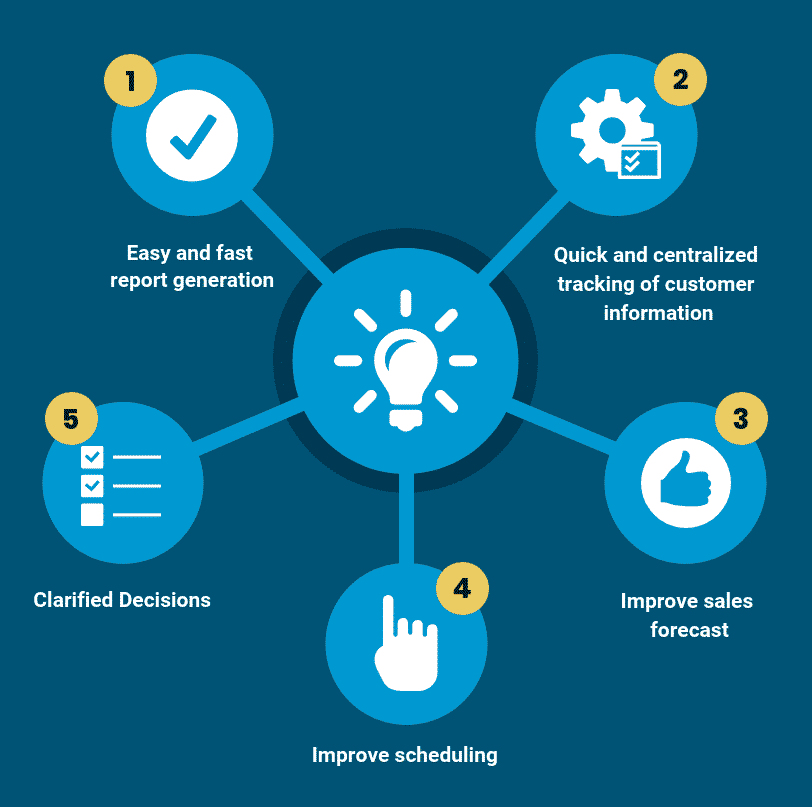 1
Easy and fast
report generation
2
Quick and centralized
tracking of customer
information
3
Improve sales
forecast
4
Improve scheduling
5
Clarified Decisions